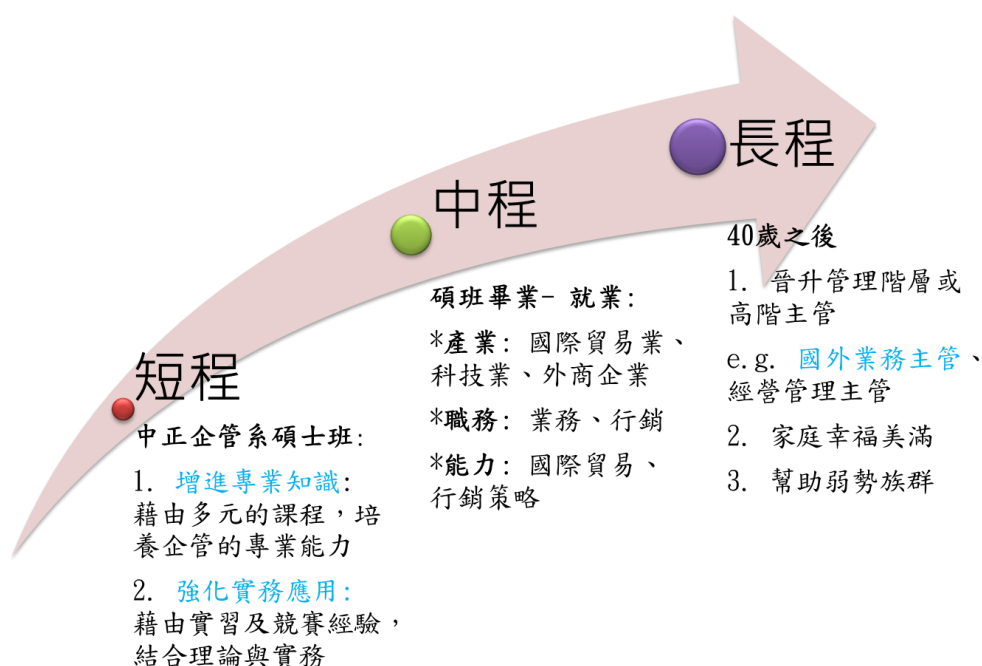 短程
中正企管系碩士班:
1. 增進專業知識:
藉由多元的課程，培
養企管的專業能力
2. 強化實務應用:
藉由實習及競賽經驗，
結合理論與實務
中程
碩班畢業- 就業:
*產業: 國際貿易業、
科技業、外商企業
*職務: 業務、行銷
*能力: 國際貿易、
行銷策略
長程
40歲之後
1. 晉升管理階層或
高階主管
e.g. 國外業務主管、
經營管理主管
2. 家庭幸福美滿
3. 幫助弱勢族群